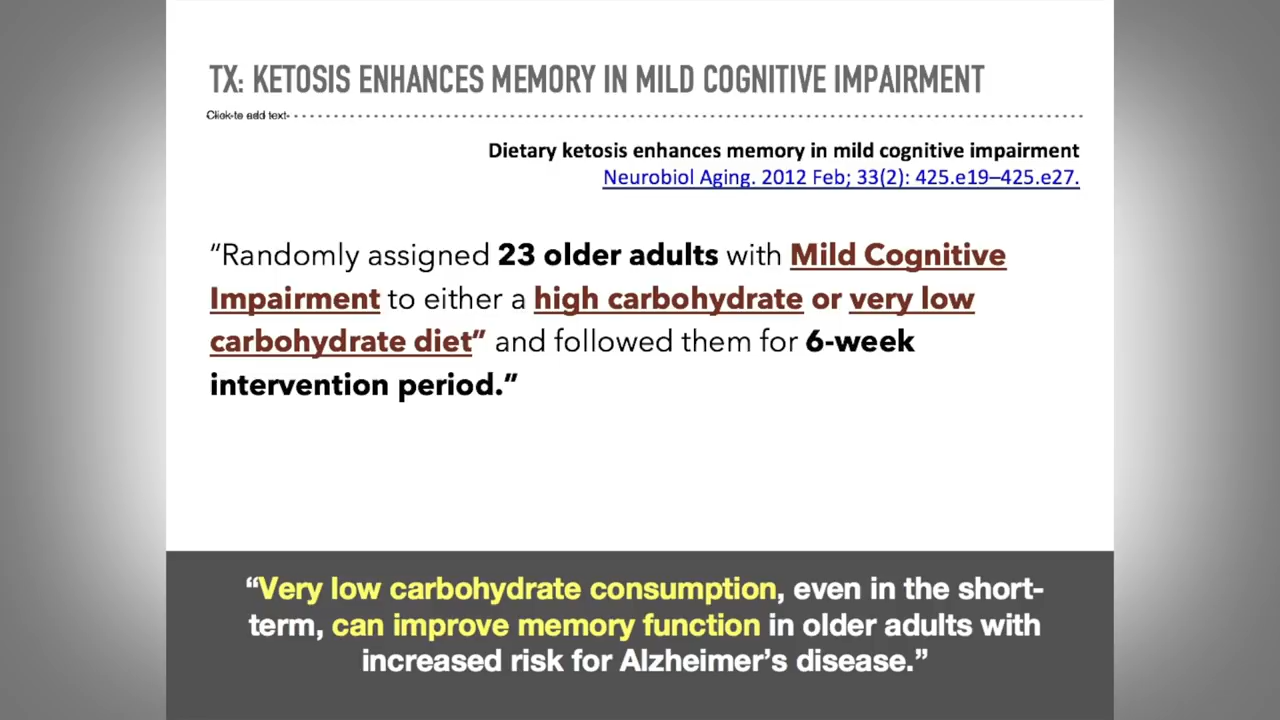 TX: KETOSIS ENHANCES MEMORY IN MILD COGNITIVE IMPAIRMENT
Click to add text
Dietary ketosis enhances memory in mild cognitive impairment
Neurobiol Aging. 2012 Feb; 33(2): 425.e19–425.e27.
“Randomly assigned 23 older adults with Mild Cognitive
Impairment to either a high carbohydrate or very low
carbohydrate diet” and followed them for 6-week
intervention period.”
“Very low carbohydrate consumption, even in the short-
term, can improve memory function in older adults with
increased risk for Alzheimer’s disease.”